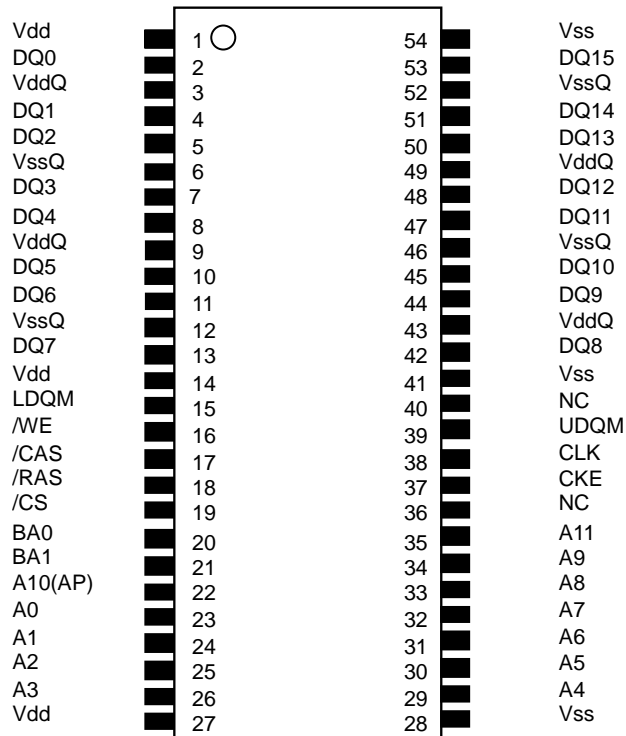 Vdd 1 54 Vss
DQ0 2 53 DQ15
VddQ 3 52 VssQ
DQ1 4 51 DQ14
DQ2 5 50 DQ13
VssQ 6 49 VddQ
DQ3 7 48 DQ12
DQ4 8 47 DQ11
VddQ 9 46 VssQ
DQ5 10 45 DQ10
DQ6 11 44 DQ9
VssQ 12 43 VddQ
DQ7 13 42 DQ8
Vdd 14 41 Vss
LDQM 15 40 NC
/WE 16 39 UDQM
/CAS 17 38 CLK
/RAS 18 37 CKE
/CS 19 36 NC
BA0 20 35 A11
BA1 21 34 A9
A10(AP) 22 33 A8
A0 23 32 A7
A1 24 31 A6
A2 25 30 A5
A3 26 29 A4
Vdd 27 28 Vss